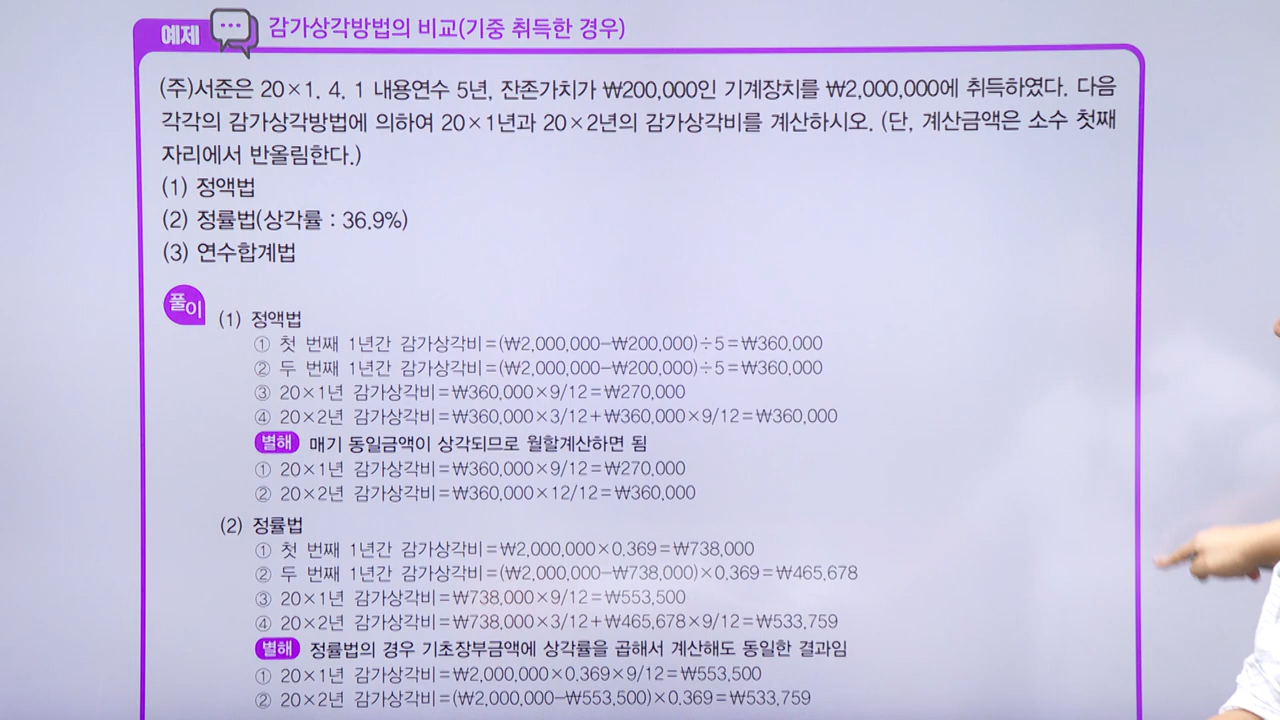 예제 감가상각방법의 비교(기중 취득한 경우)
(주)서준은 20×1. 4. 1 내용연수 5년, 잔존가치가 ₩200,000인 기계장치를 ₩2,000,000에 취득하였다. 다음
각각의 감가상각방법에 의하여 20×1년과 20×2년의 감가상각비를 계산하시오. (단, 계산금액은 소수 첫째
자리에서 반올림한다.)
(1) 정액법
(2) 정률법(상각률 : 36.9%)
(3) 연수합계법
풀이
(1) 정액법
① 첫 번째 1년간 감가상각비=(₩2,000,000-₩200,000)÷5=₩360,000
② 두 번째 1년간 감가상각비=(₩2,000,000-₩200,000)÷5=₩360,000
③ 20×1년 감가상각비=₩360,000×9/12=₩270,000
④ 20×2년 감가상각비=₩360,000×3/12+₩360,000×9/12=₩360,000
별해 매기 동일금액이 상각되므로 월할계산하면 됨
① 20×1년 감가상각비=₩360,000×9/12=₩270,000
② 20×2년 감가상각비=₩360,000×12/12=₩360,000
(2) 정률법
① 첫 번째 1년간 감가상각비=₩2,000,000×0.369=₩738,000
② 두 번째 1년간 감가상각비=(₩2,000,000-₩738,000)×0.369=₩465,678
③ 20×1년 감가상각비=₩738,000×9/12=₩553,500
④ 20×2년 감가상각비=₩738,000×3/12+₩465,678×9/12=₩533,759
별해 정률법의 경우 기초장부금액에 상각률을 곱해서 계산해도 동일한 결과임
① 20×1년 감가상각비=₩2,000,000×0.369×9/12=₩553,500
② 20×2년 감가상각비=(₩2,000,000-₩553,500)×0.369=₩533,759